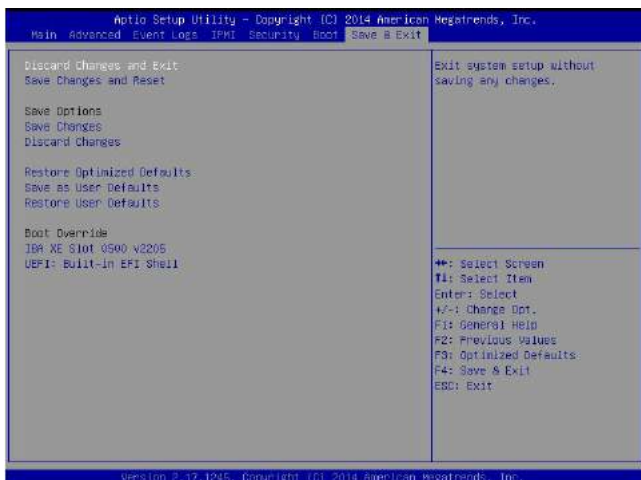 Aptio Setup Utility - Copyright (C) 2014 American Megatrends, Inc.
Main Advanced Event Logs IPMI Security Boot Save & Exit
Discard Changes and Exit
Save Changes and Reset
Save Options
Save Changes
Discard Changes
Restore Optimized Defaults
Save as User Defaults
Restore User Defaults
Boot Override
IBA XE Slot 0500 v2205
UEFI: Built-in EFI Shell
Exit system setup without
saving any changes.
→←: Select Screen
↑↓: Select Item
Enter: Select
+/-: Change Opt.
F1: General Help
F2: Previous Values
F3: Optimized Defaults
F4: Save & Exit
ESC: Exit
Version 2.17.1245. Copyright (C) 2014 American Megatrends, Inc.